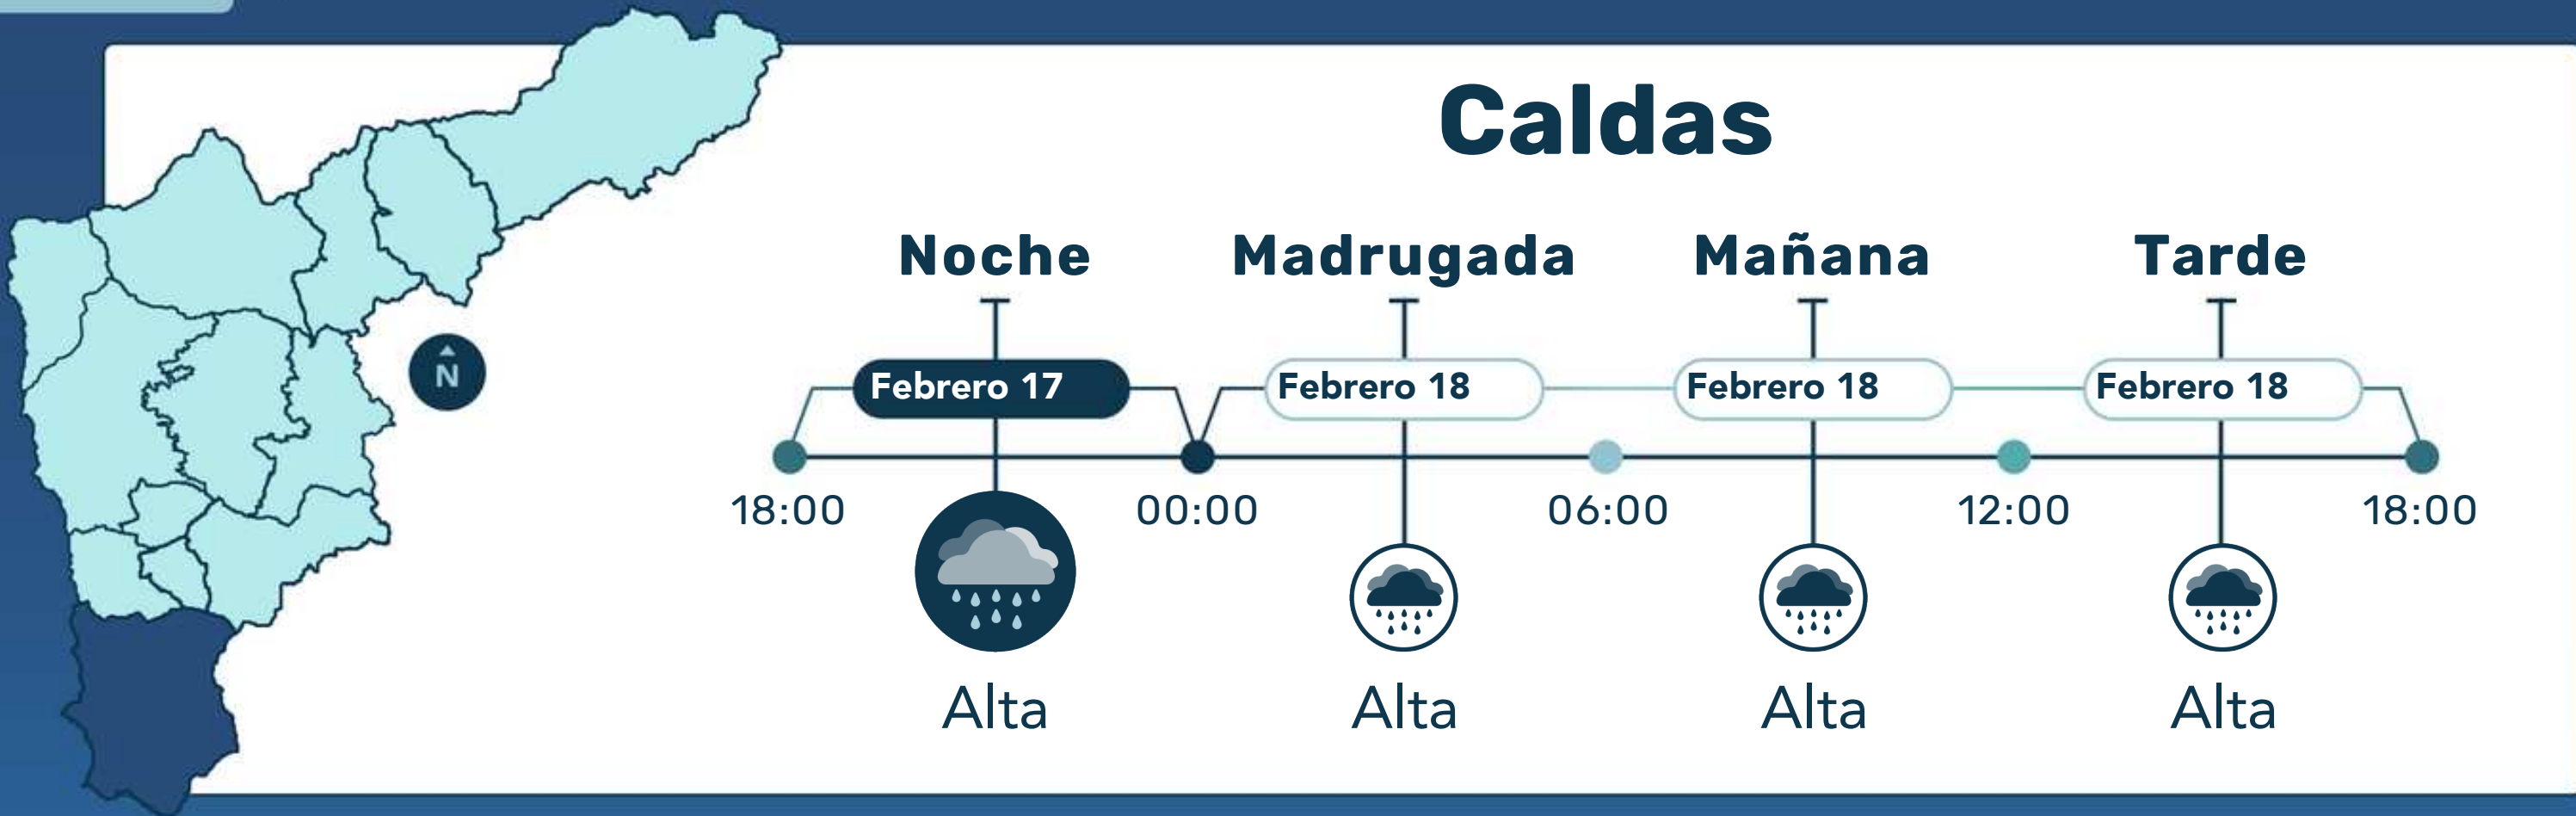 Caldas
Noche Madrugada Mañana Tarde
Febrero 17 Febrero 18 Febrero 18 Febrero 18
N
18:00 00:00 06:00 12:00 18:00
Alta Alta Alta Alta